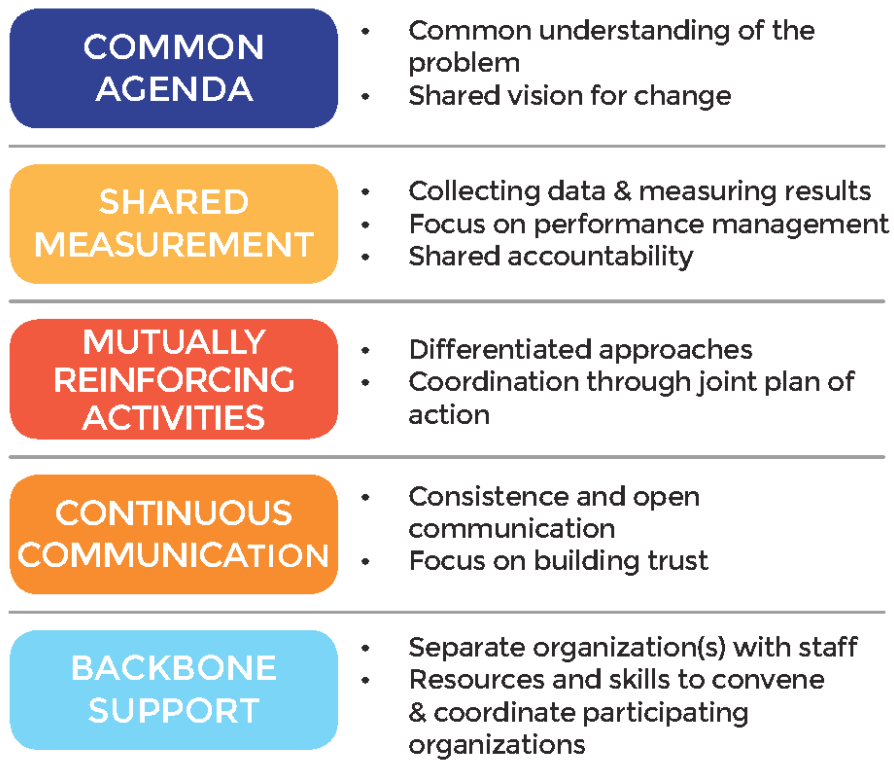 COMMON
AGENDA
• Common understanding of the
problem
• Shared vision for change
SHARED
MEASUREMENT
• Collecting data & measuring results
• Focus on performance management
• Shared accountability
MUTUALLY
REINFORCING
ACTIVITIES
• Differentiated approaches
• Coordination through joint plan of
action
CONTINUOUS
COMMUNICATION
• Consistence and open
communication
• Focus on building trust
BACKBONE
SUPPORT
• Separate organization(s) with staff
• Resources and skills to convene
& coordinate participating
organizations